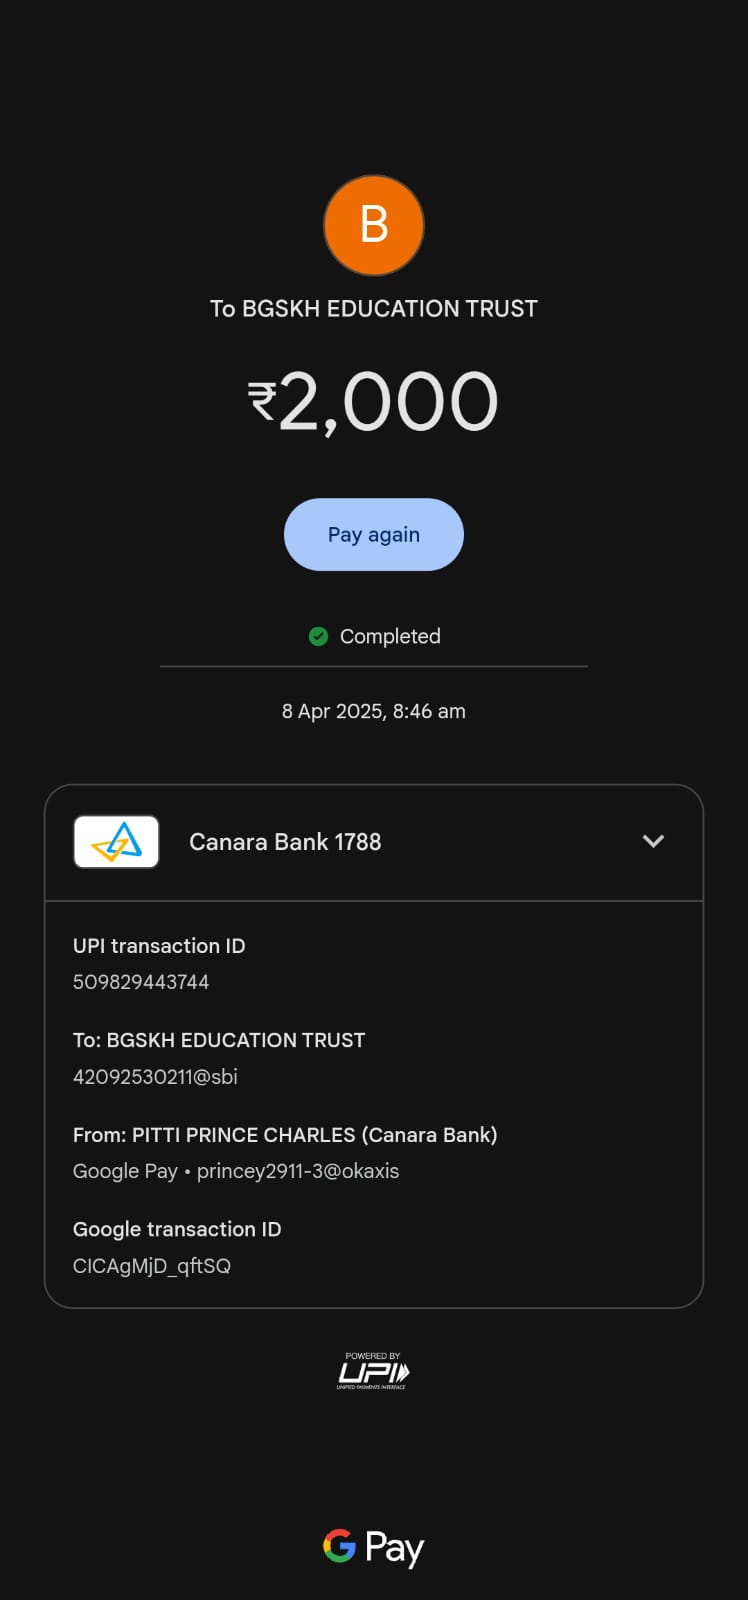 B
To BGSKH EDUCATION TRUST
₹2,000
Pay again
Completed
8 Apr 2025, 8:46 am
Canara Bank 1788
UPI transaction ID
509829443744
To: BGSKH EDUCATION TRUST
42092530211@sbi
From: PITTI PRINCE CHARLES (Canara Bank)
Google Pay • princey2911-3@okaxis
Google transaction ID
CICAgMjD_qftSQ
POWERED BY
UPI
UNIFIED PAYMENTS INTERFACE
G Pay